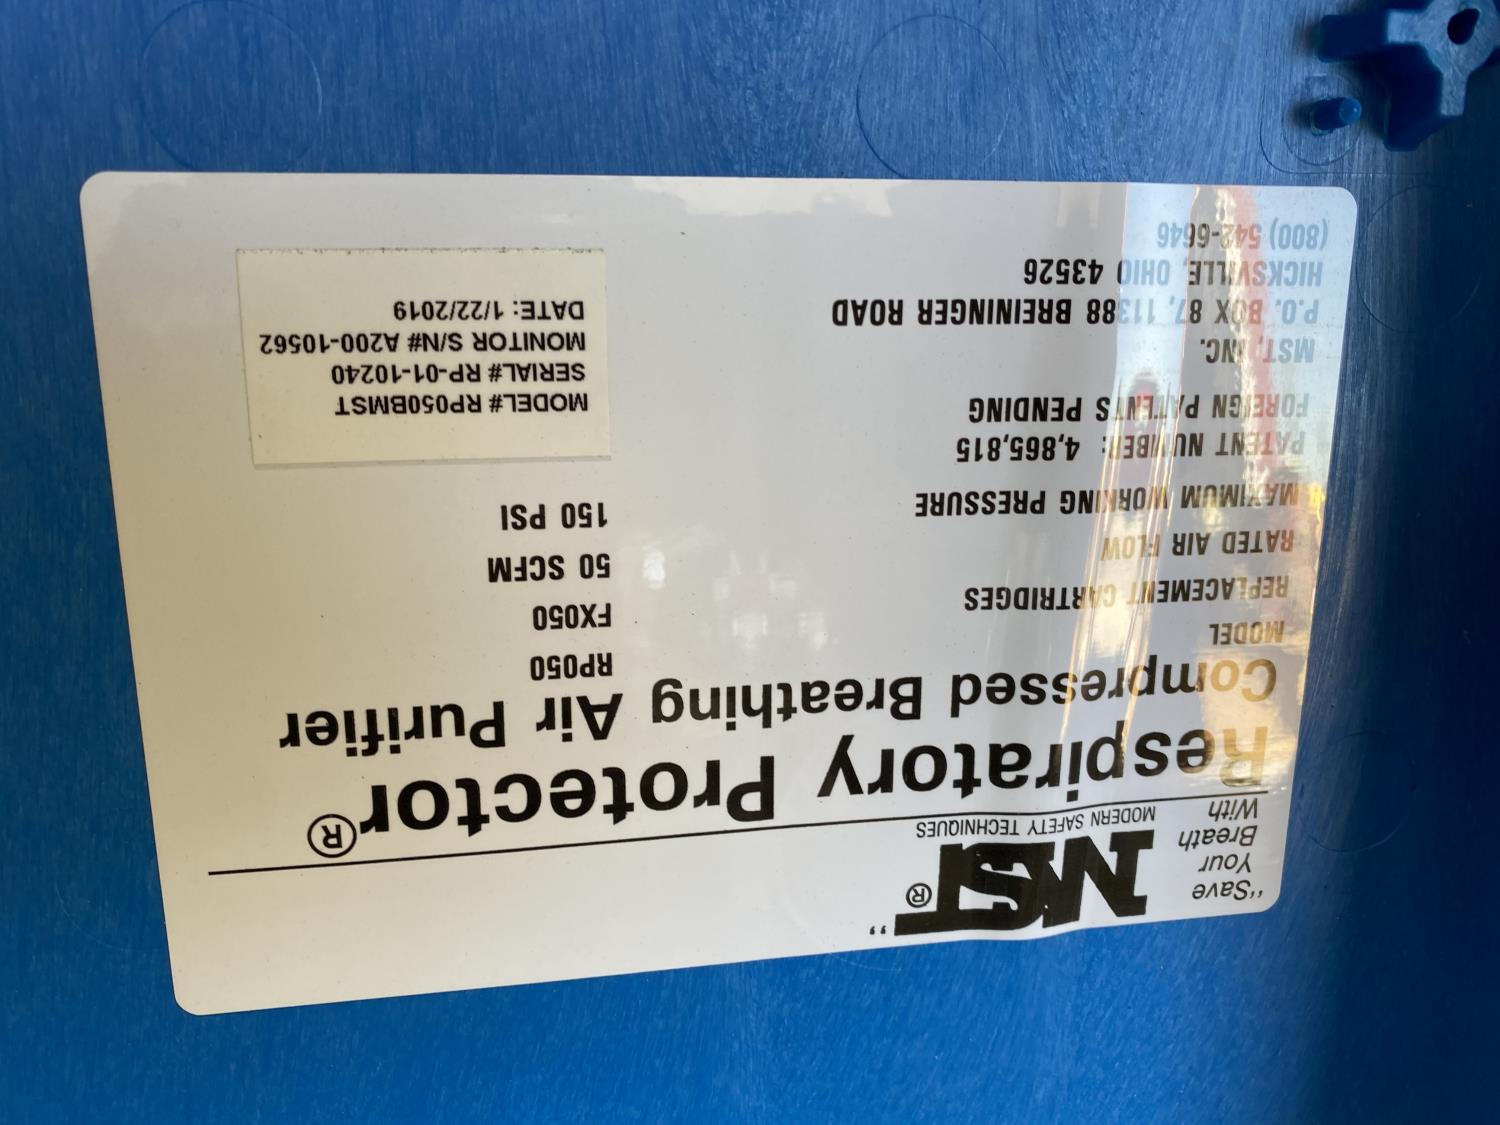 "Save
Your
Breath
With
MST®"
MODERN SAFETY TECHNIQUES
Respiratory Protector®
Compressed Breathing Air Purifier
MODEL RP050
REPLACEMENT CARTRIDGES FX050
RATED AIR FLOW 50 SCFM
MAXIMUM WORKING PRESSURE 150 PSI
PATENT NUMBER: 4,865,815
FOREIGN PATENTS PENDING
MST, INC.
P.O. BOX 87, 11388 BREININGER ROAD
HICKSVILLE, OHIO 43526
(800) 542-6646
MODEL# RP050BMST
SERIAL# RP-01-10240
MONITOR S/N# A200-10562
DATE: 1/22/2019